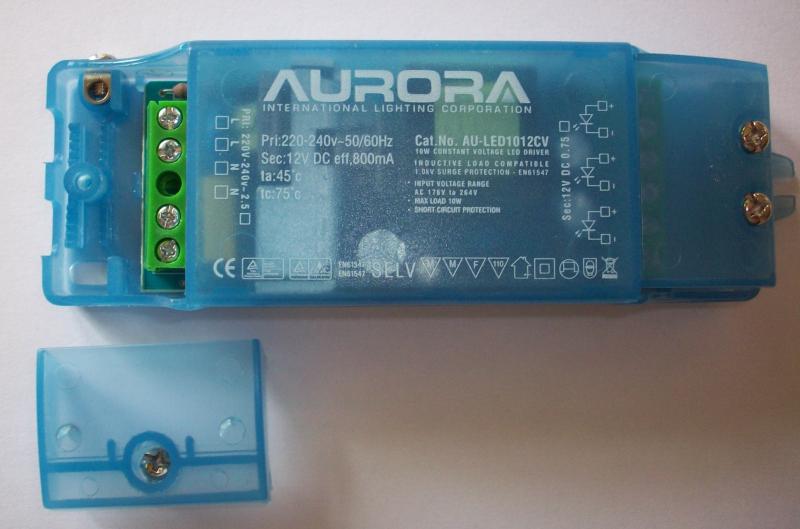 AURORA
INTERNATIONAL LIGHTING CORPORATION
Pri:220-240v~50/60Hz
Sec:12V DC eff,800mA
ta:45°c
tc:75°c
Cat.No. AU-LED1012CV
10W CONSTANT VOLTAGE LED DRIVER
INDUCTIVE LOAD COMPATIBLE
1.0kV SURGE PROTECTION - EN61547
· INPUT VOLTAGE RANGE
AC 176V to 264V
· MAX LOAD 10W
· SHORT CIRCUIT PROTECTION
PRI: 220V-240V~2.5
L
L
N
N
Sec:12V DC 0.75
+
-
+
-
+
-
CE
EN61547
EN61547
SELV
M
M
F
110